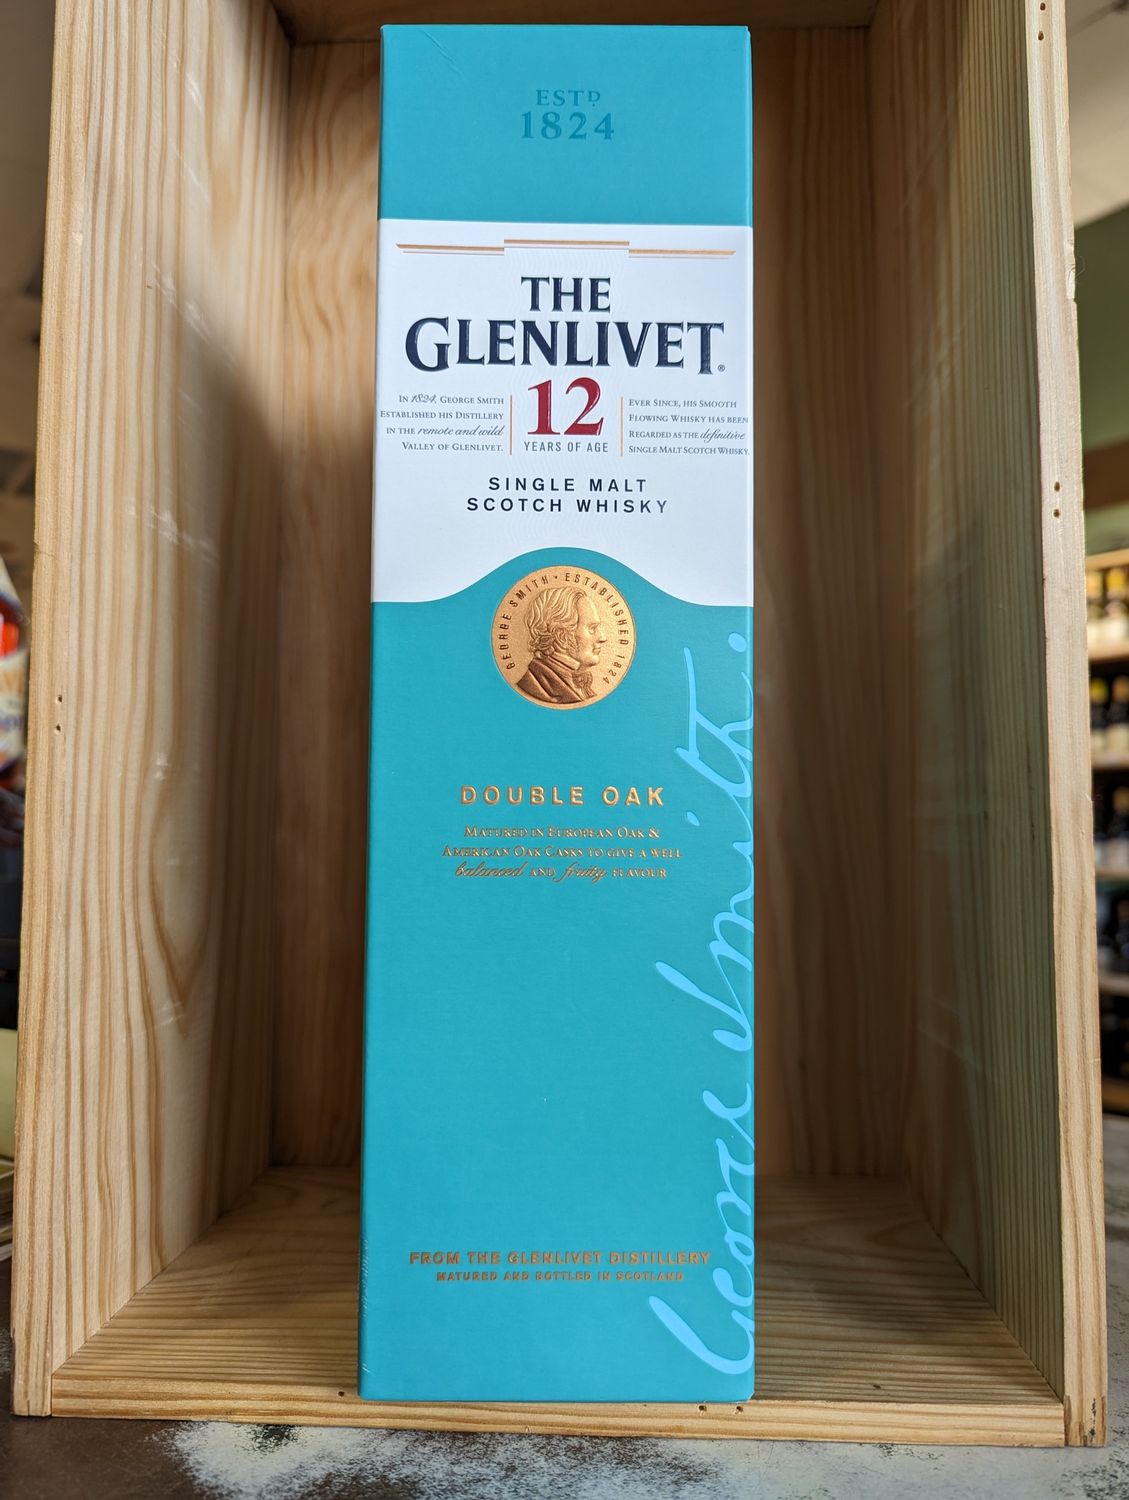 ESTD
1824
THE
GLENLIVET®
12
YEARS OF AGE
IN 1824, GEORGE SMITH
ESTABLISHED HIS DISTILLERY
IN THE remote and wild
VALLEY OF GLENLIVET.
EVER SINCE, HIS SMOOTH
FLOWING WHISKY HAS BEEN
REGARDED AS THE definitive
SINGLE MALT SCOTCH WHISKY.
SINGLE MALT
SCOTCH WHISKY
GEORGE SMITH · ESTABLISHED 1824
DOUBLE OAK
MATURED IN EUROPEAN OAK &
AMERICAN OAK CASKS TO GIVE A WELL
balanced AND fruity FLAVOUR
George Smith.
FROM THE GLENLIVET DISTILLERY
MATURED AND BOTTLED IN SCOTLAND